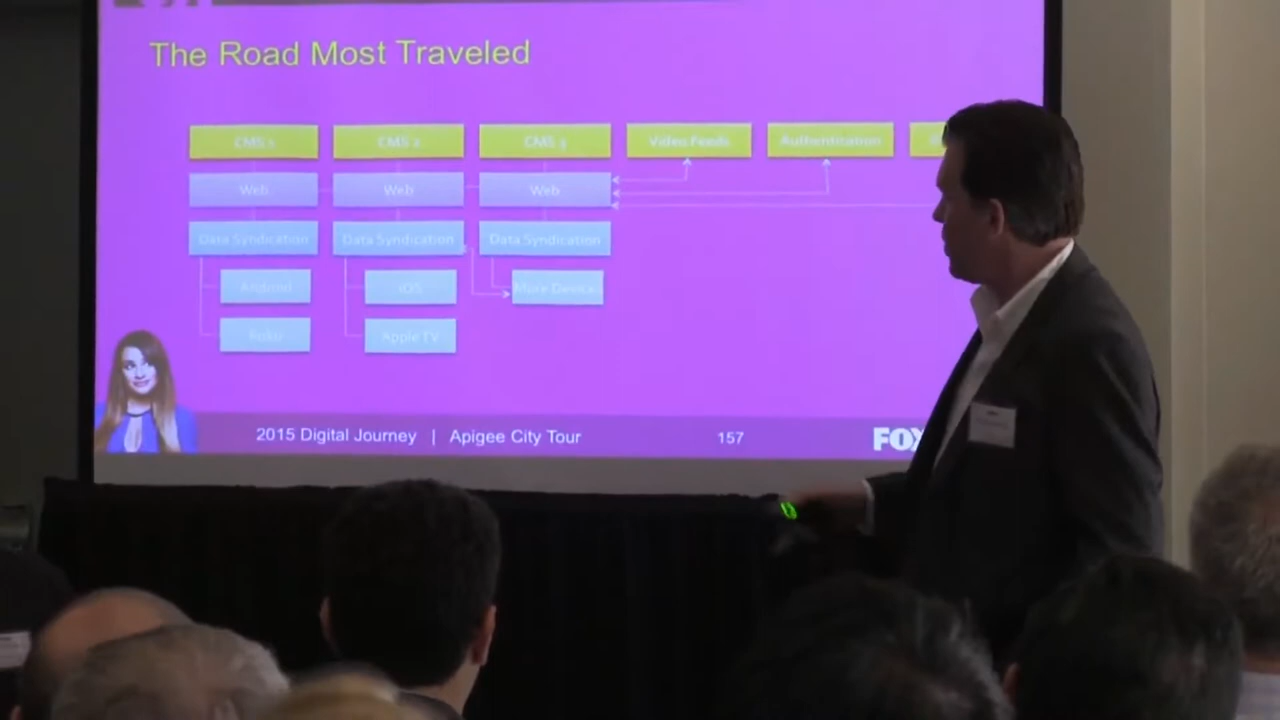 The Road Most Traveled
CMS 1 CMS 2 CMS 3 Video Feeds Authentication
Web Web Web
Data Syndication Data Syndication Data Syndication
Android iOS More Devices
Apple TV
2015 Digital Journey | Apigee City Tour 157 FOX